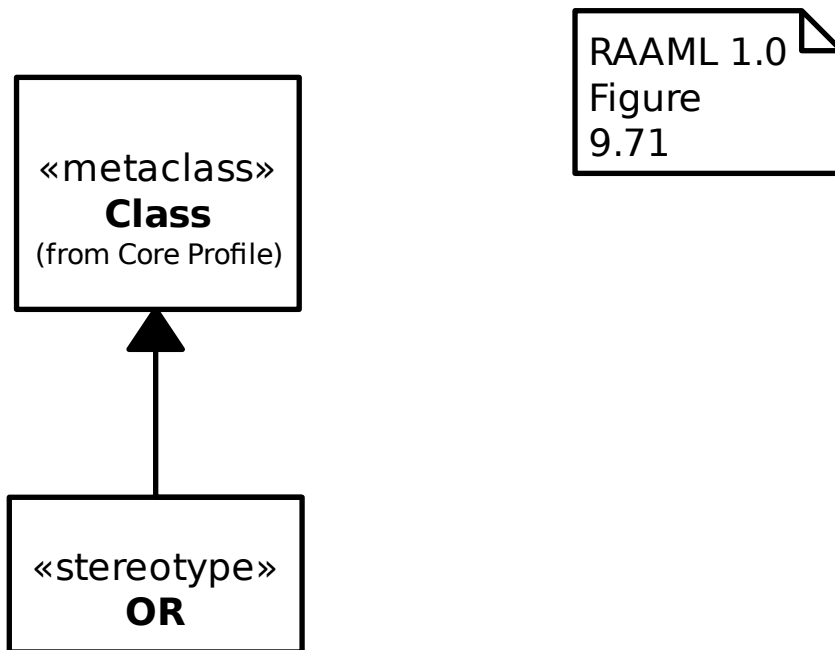 RAAML 1.0
Figure
9.71
«metaclass»
Class
(from Core Profile)
«stereotype»
OR